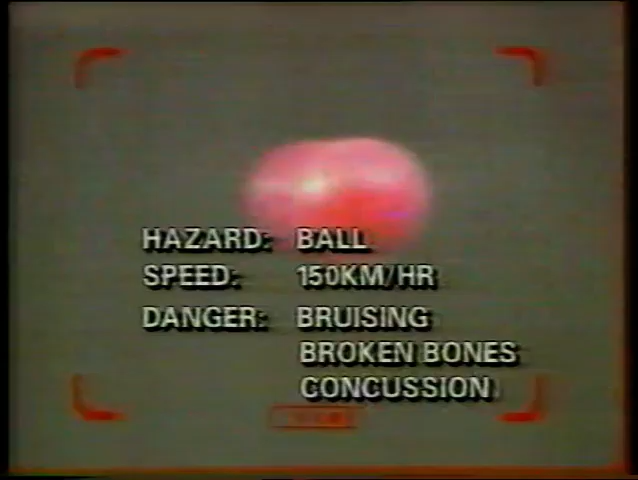 HAZARD: BALL
SPEED: 150KM/HR
DANGER: BRUISING
BROKEN BONES
CONCUSSION